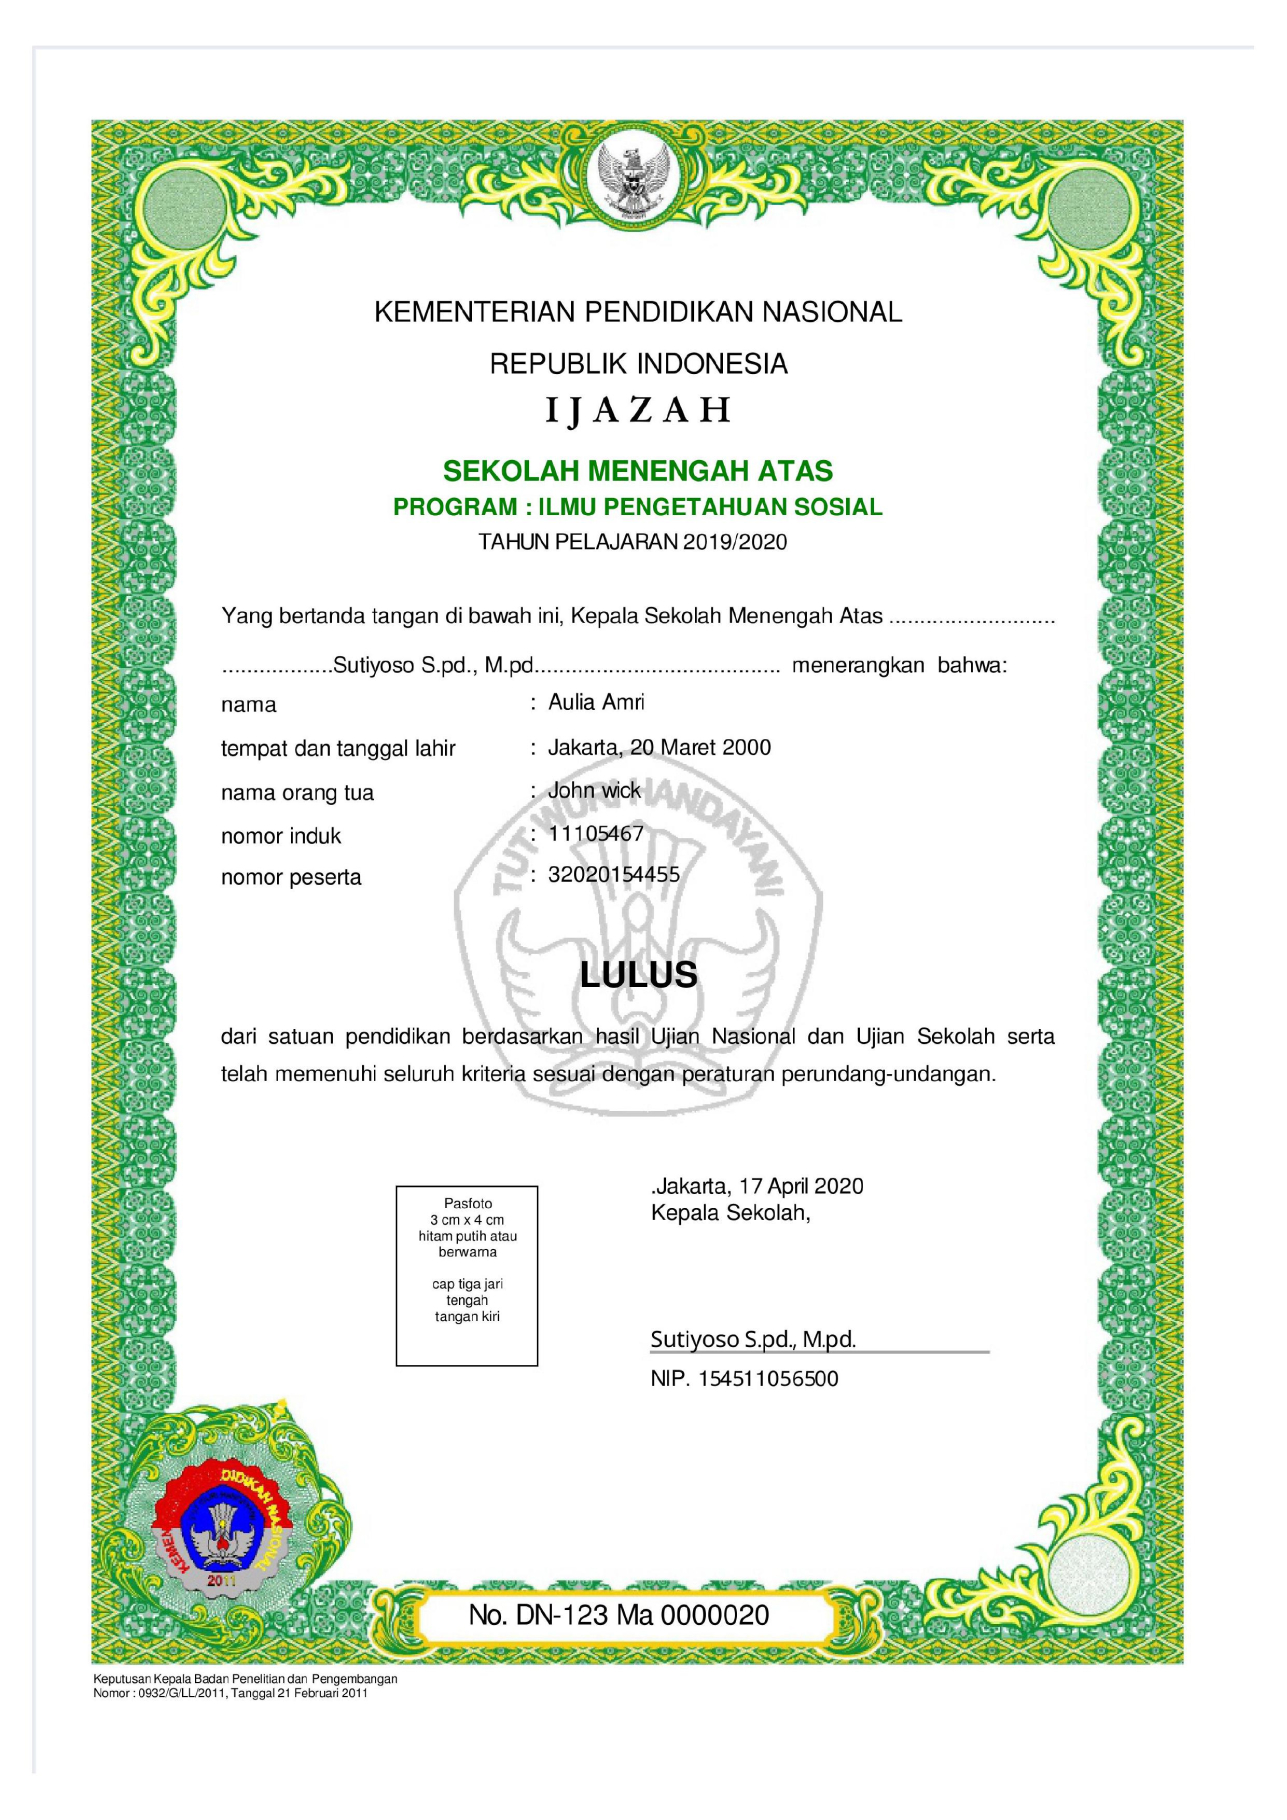 KEMENTERIAN PENDIDIKAN NASIONAL
REPUBLIK INDONESIA
IJAZAH
SEKOLAH MENENGAH ATAS
PROGRAM : ILMU PENGETAHUAN SOSIAL
TAHUN PELAJARAN 2019/2020
Yang bertanda tangan di bawah ini, Kepala Sekolah Menengah Atas ...........................
..................Sutiyoso S.pd., M.pd........................................ menerangkan bahwa:
nama : Aulia Amri
tempat dan tanggal lahir : Jakarta, 20 Maret 2000
nama orang tua : John wick
nomor induk : 11105467
nomor peserta : 32020154455
TUT WURI HANDAYANI
LULUS
dari satuan pendidikan berdasarkan hasil Ujian Nasional dan Ujian Sekolah serta
telah memenuhi seluruh kriteria sesuai dengan peraturan perundang-undangan.
.Jakarta, 17 April 2020
Kepala Sekolah,
Pasfoto
3 cm x 4 cm
hitam putih atau
berwarna
cap tiga jari
tengah
tangan kiri
Sutiyoso S.pd., M.pd.
NIP. 154511056500
KEMEN DIDIKAN NASIONAL
2011
No. DN-123 Ma 0000020
Keputusan Kepala Badan Penelitian dan Pengembangan
Nomor : 0932/G/LL/2011, Tanggal 21 Februari 2011